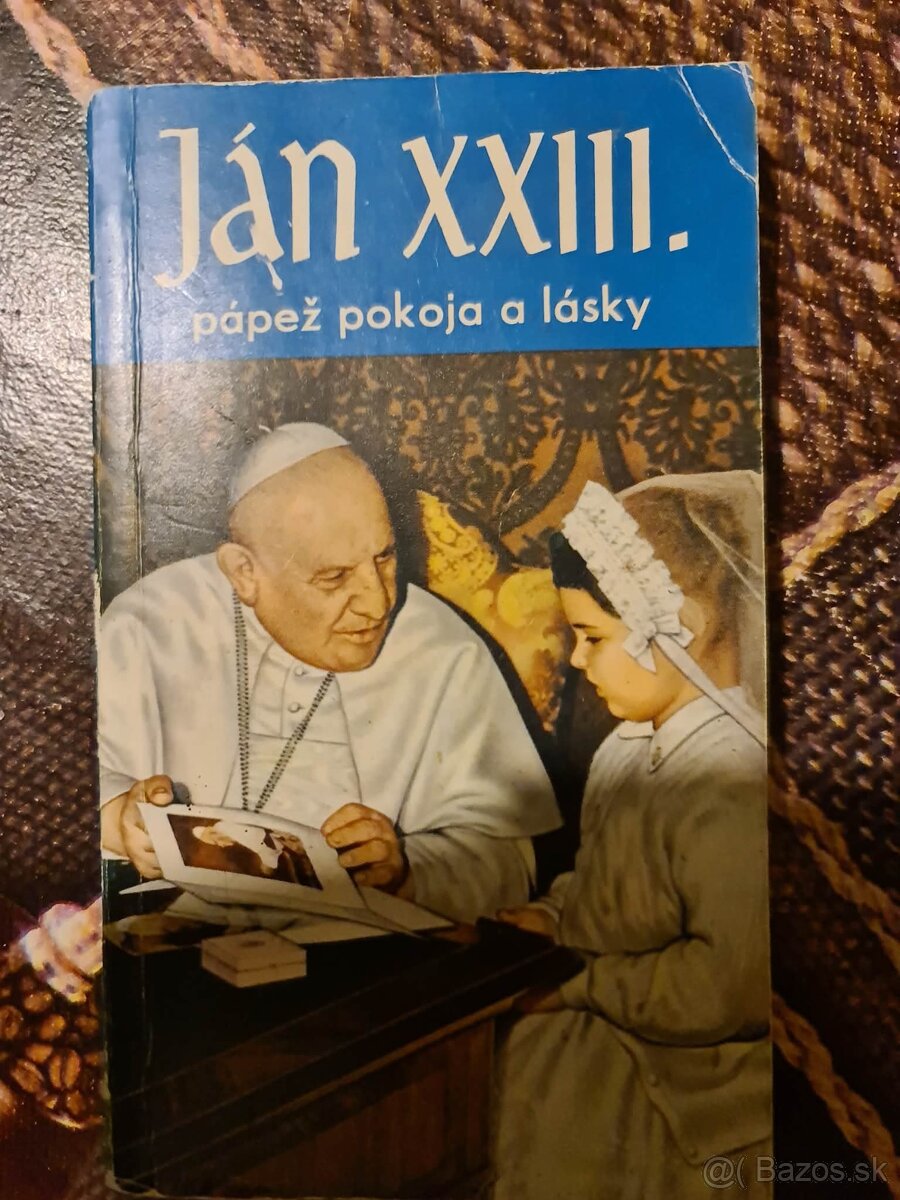 Ján XXIII.
pápež pokoja a lásky
@( Bazos.sk